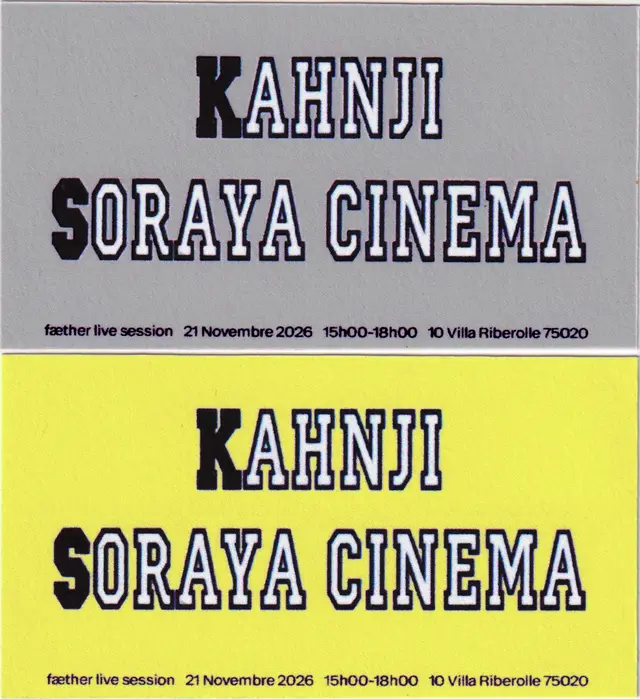 KAHNJI
SORAYA CINEMA
fæther live session 21 Novembre 2026 15h00-18h00 10 Villa Riberolle 75020
KAHNJI
SORAYA CINEMA
fæther live session 21 Novembre 2026 15h00-18h00 10 Villa Riberolle 75020